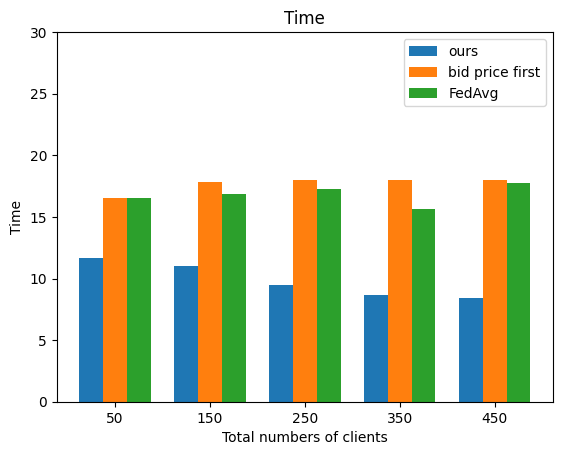 Time
30
25
20
15
10
5
0
Time
ours
bid price first
FedAvg
50 150 250 350 450
Total numbers of clients